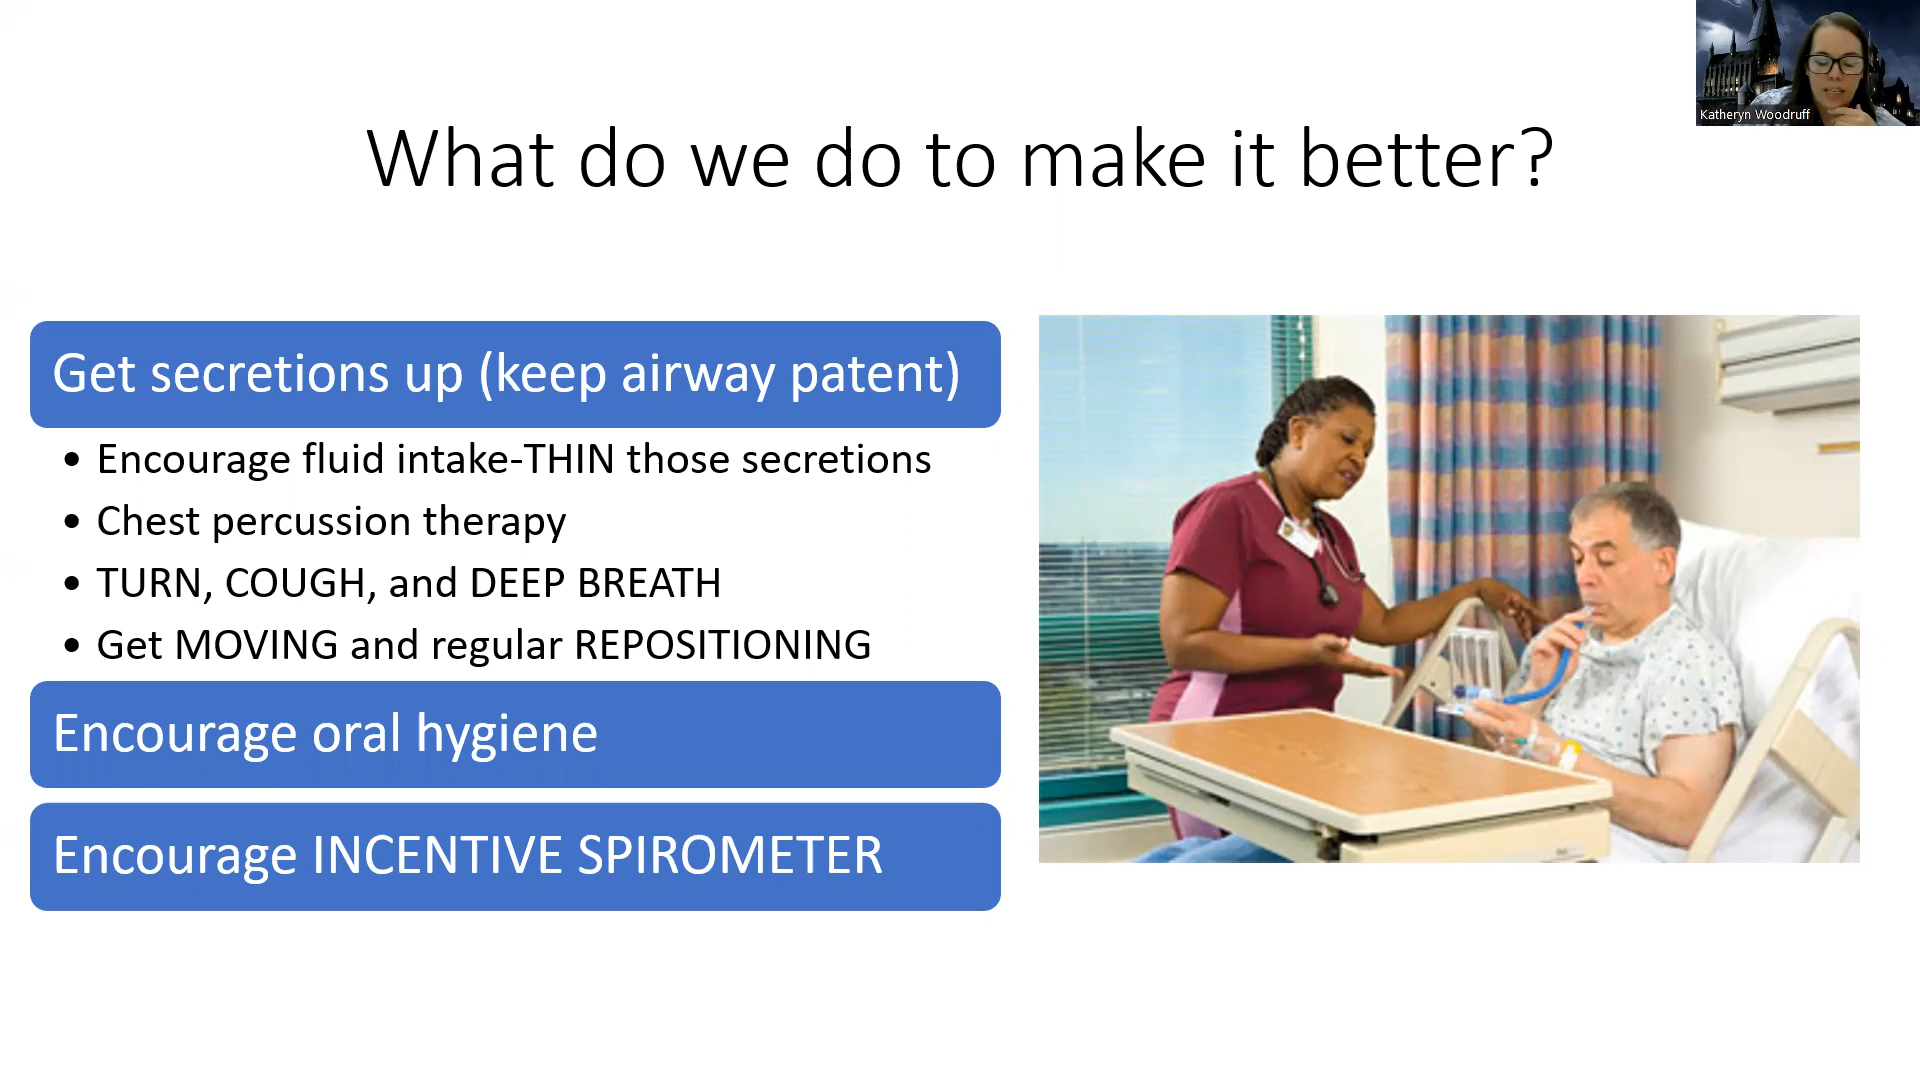 Katheryn Woodruff
What do we do to make it better?
Get secretions up (keep airway patent)
• Encourage fluid intake-THIN those secretions
• Chest percussion therapy
• TURN, COUGH, and DEEP BREATH
• Get MOVING and regular REPOSITIONING
Encourage oral hygiene
Encourage INCENTIVE SPIROMETER